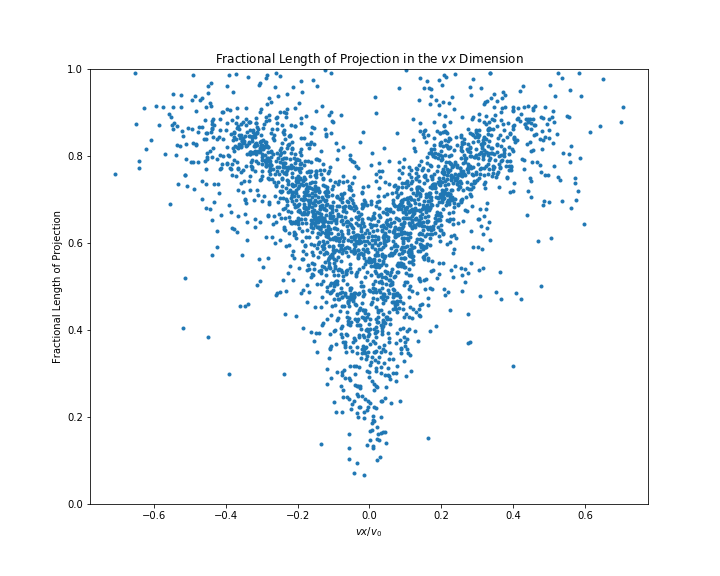 Fractional Length of Projection in the vx Dimension
1.0
0.8
0.6
0.4
0.2
0.0
Fractional Length of Projection
−0.6 −0.4 −0.2 0.0 0.2 0.4 0.6
vx/v₀